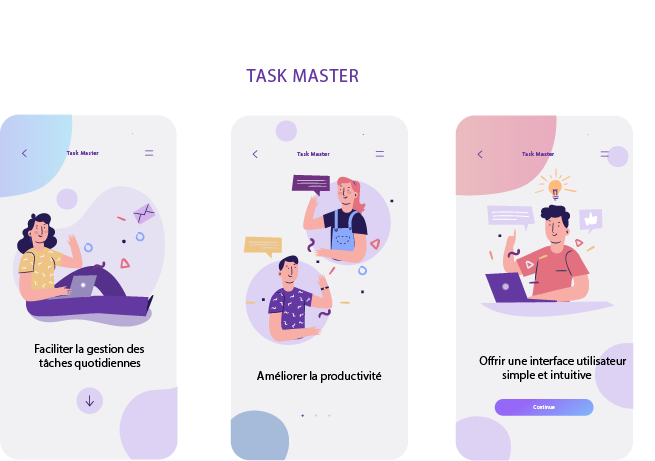 TASK MASTER
Task Master
Faciliter la gestion des
tâches quotidiennes
Task Master
Améliorer la productivité
Task Master
Offrir une interface utilisateur
simple et intuitive
Continue